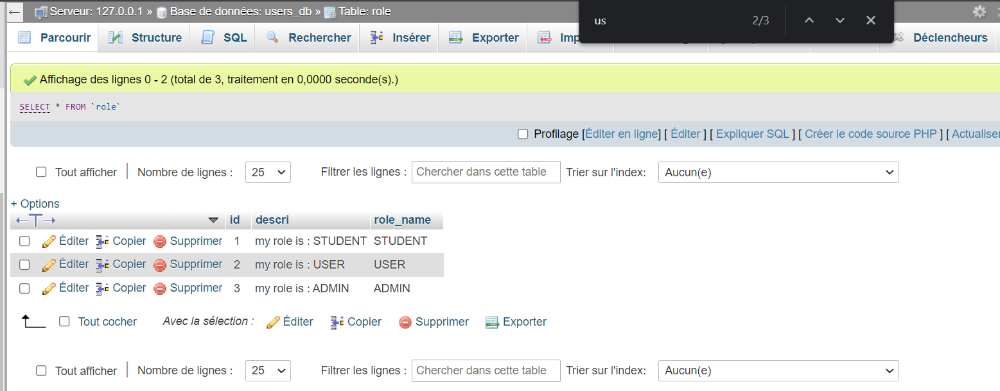 Serveur: 127.0.0.1 » Base de données: users_db » Table: role
us 2/3
Parcourir Structure SQL Rechercher Insérer Exporter Imp Déclencheurs
Affichage des lignes 0 - 2 (total de 3, traitement en 0,0000 seconde(s).)
SELECT * FROM `role`
Profilage [Éditer en ligne] [ Éditer ] [ Expliquer SQL ] [ Créer le code source PHP ] [ Actualiser
Tout afficher Nombre de lignes : 25 Filtrer les lignes : Chercher dans cette table Trier sur l'index: Aucun(e)
+ Options
←T→ id descri role_name
Éditer Copier Supprimer 1 my role is : STUDENT STUDENT
Éditer Copier Supprimer 2 my role is : USER USER
Éditer Copier Supprimer 3 my role is : ADMIN ADMIN
Tout cocher Avec la sélection : Éditer Copier Supprimer Exporter
Tout afficher Nombre de lignes : 25 Filtrer les lignes : Chercher dans cette table Trier sur l'index: Aucun(e)